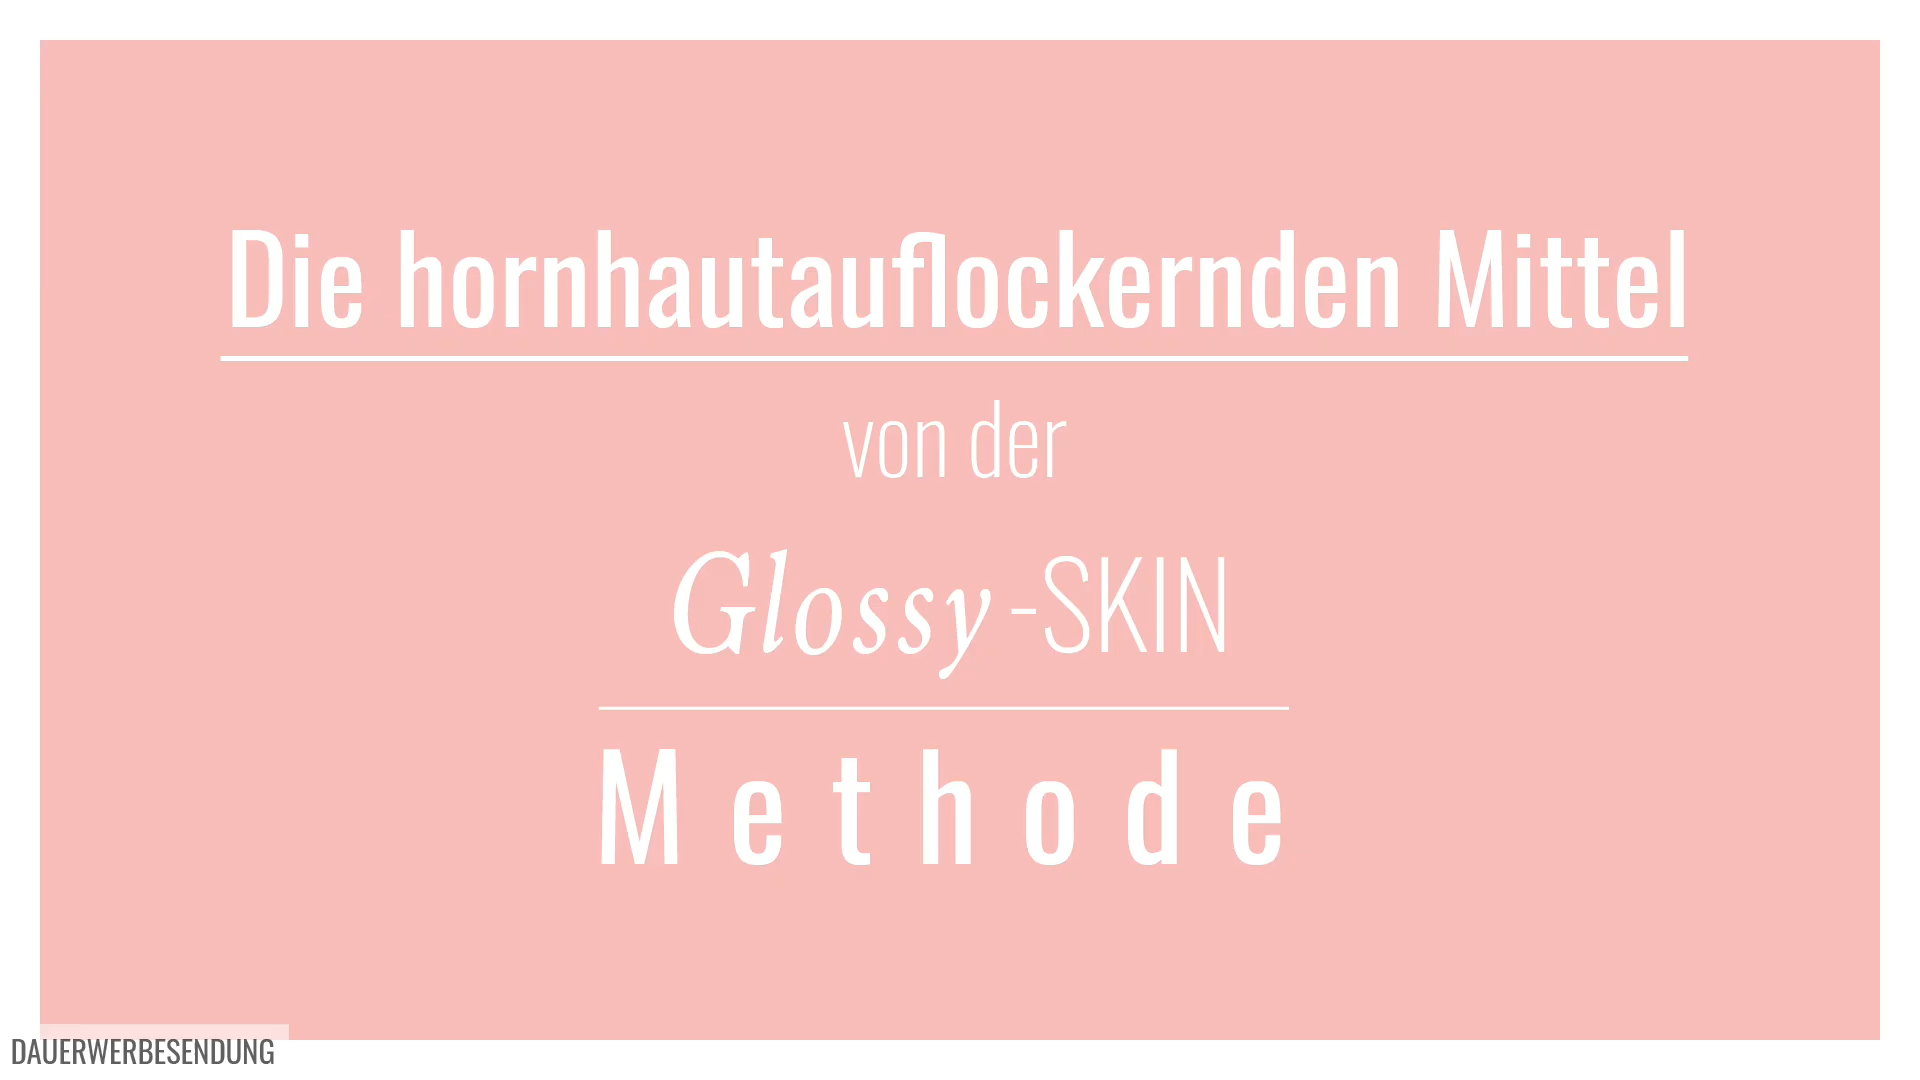 Die hornhautauflockernden Mittel
von der
Glossy-SKIN
Methode
DAUERWERBESENDUNG